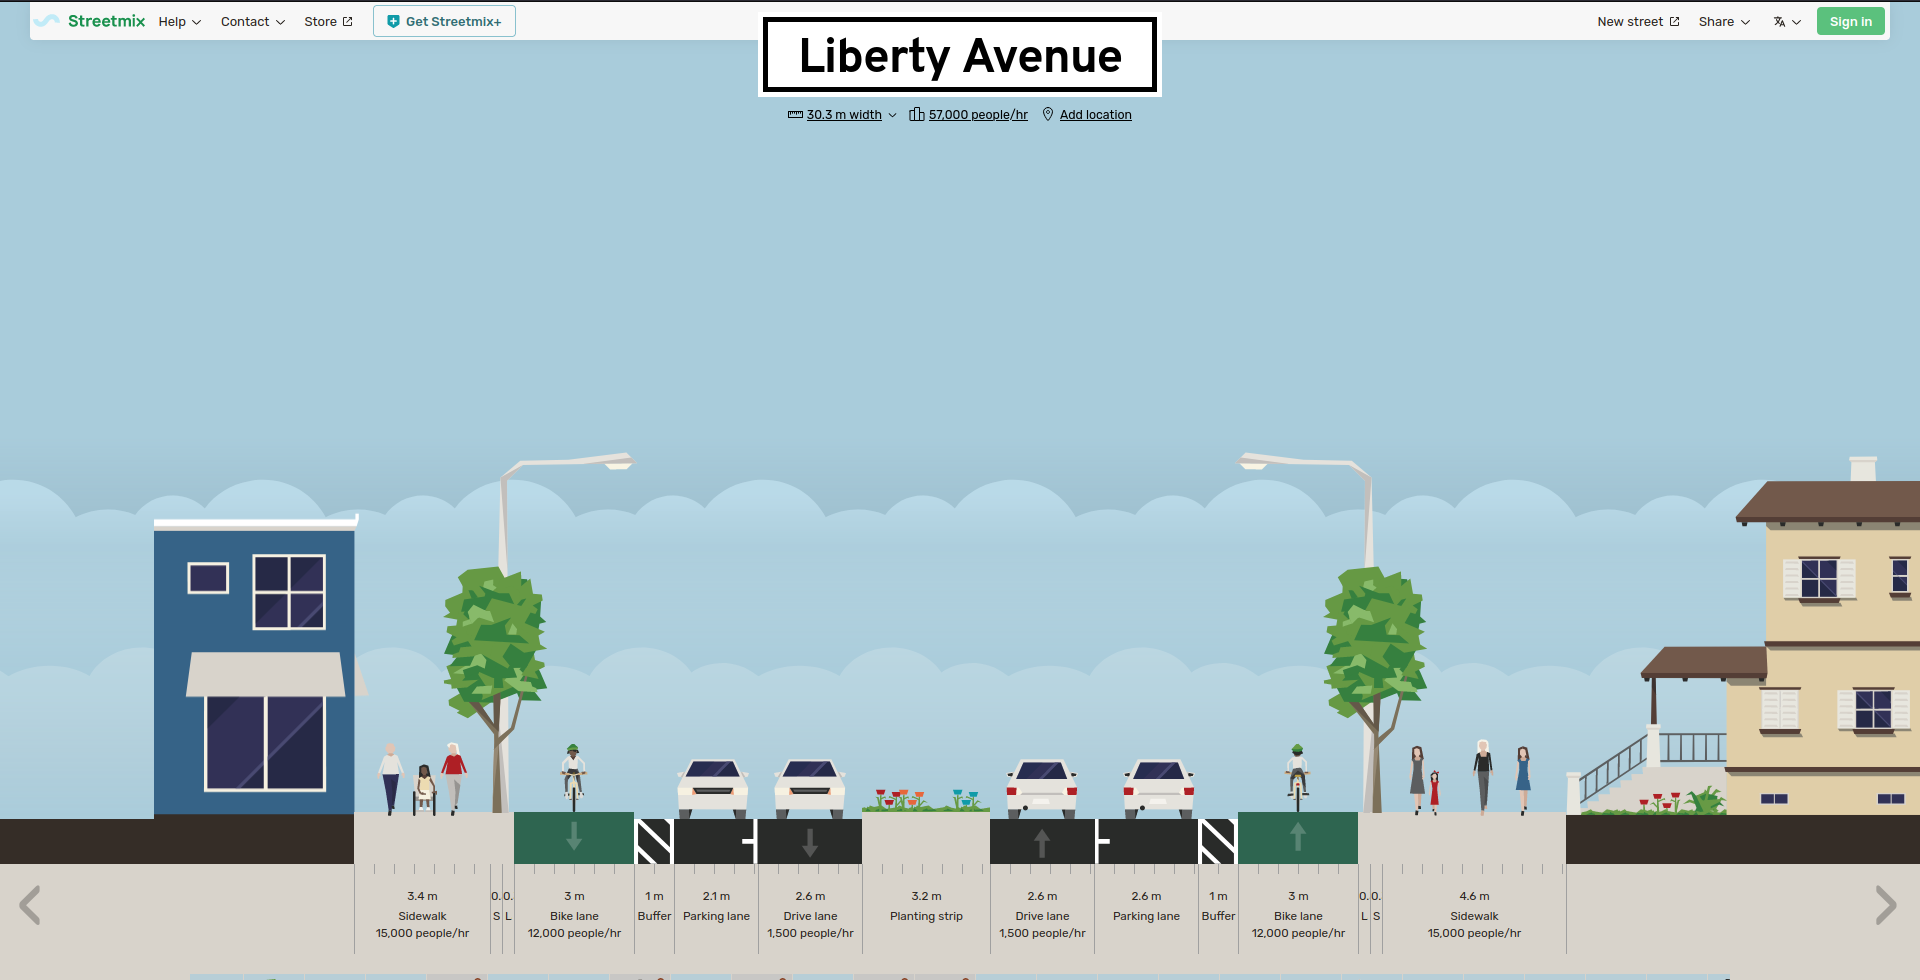 Streetmix Help Contact Store Get Streetmix+ New street Share Sign in
Liberty Avenue
30.3 m width 57,000 people/hr Add location
3.4 m 0. 0. 3 m 1 m 2.1 m 2.6 m 3.2 m 2.6 m 2.6 m 1 m 3 m 0. 0. 4.6 m
Sidewalk S L Bike lane Buffer Parking lane Drive lane Planting strip Drive lane Parking lane Buffer Bike lane L S Sidewalk
15,000 people/hr 12,000 people/hr 1,500 people/hr 1,500 people/hr 12,000 people/hr 15,000 people/hr